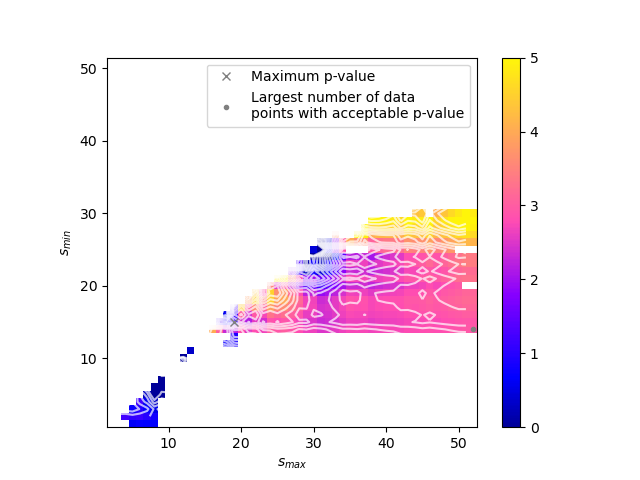 50
40
30
20
10
s_min
10 20 30 40 50
s_max
Maximum p-value
Largest number of data
points with acceptable p-value
5
4
3
2
1
0